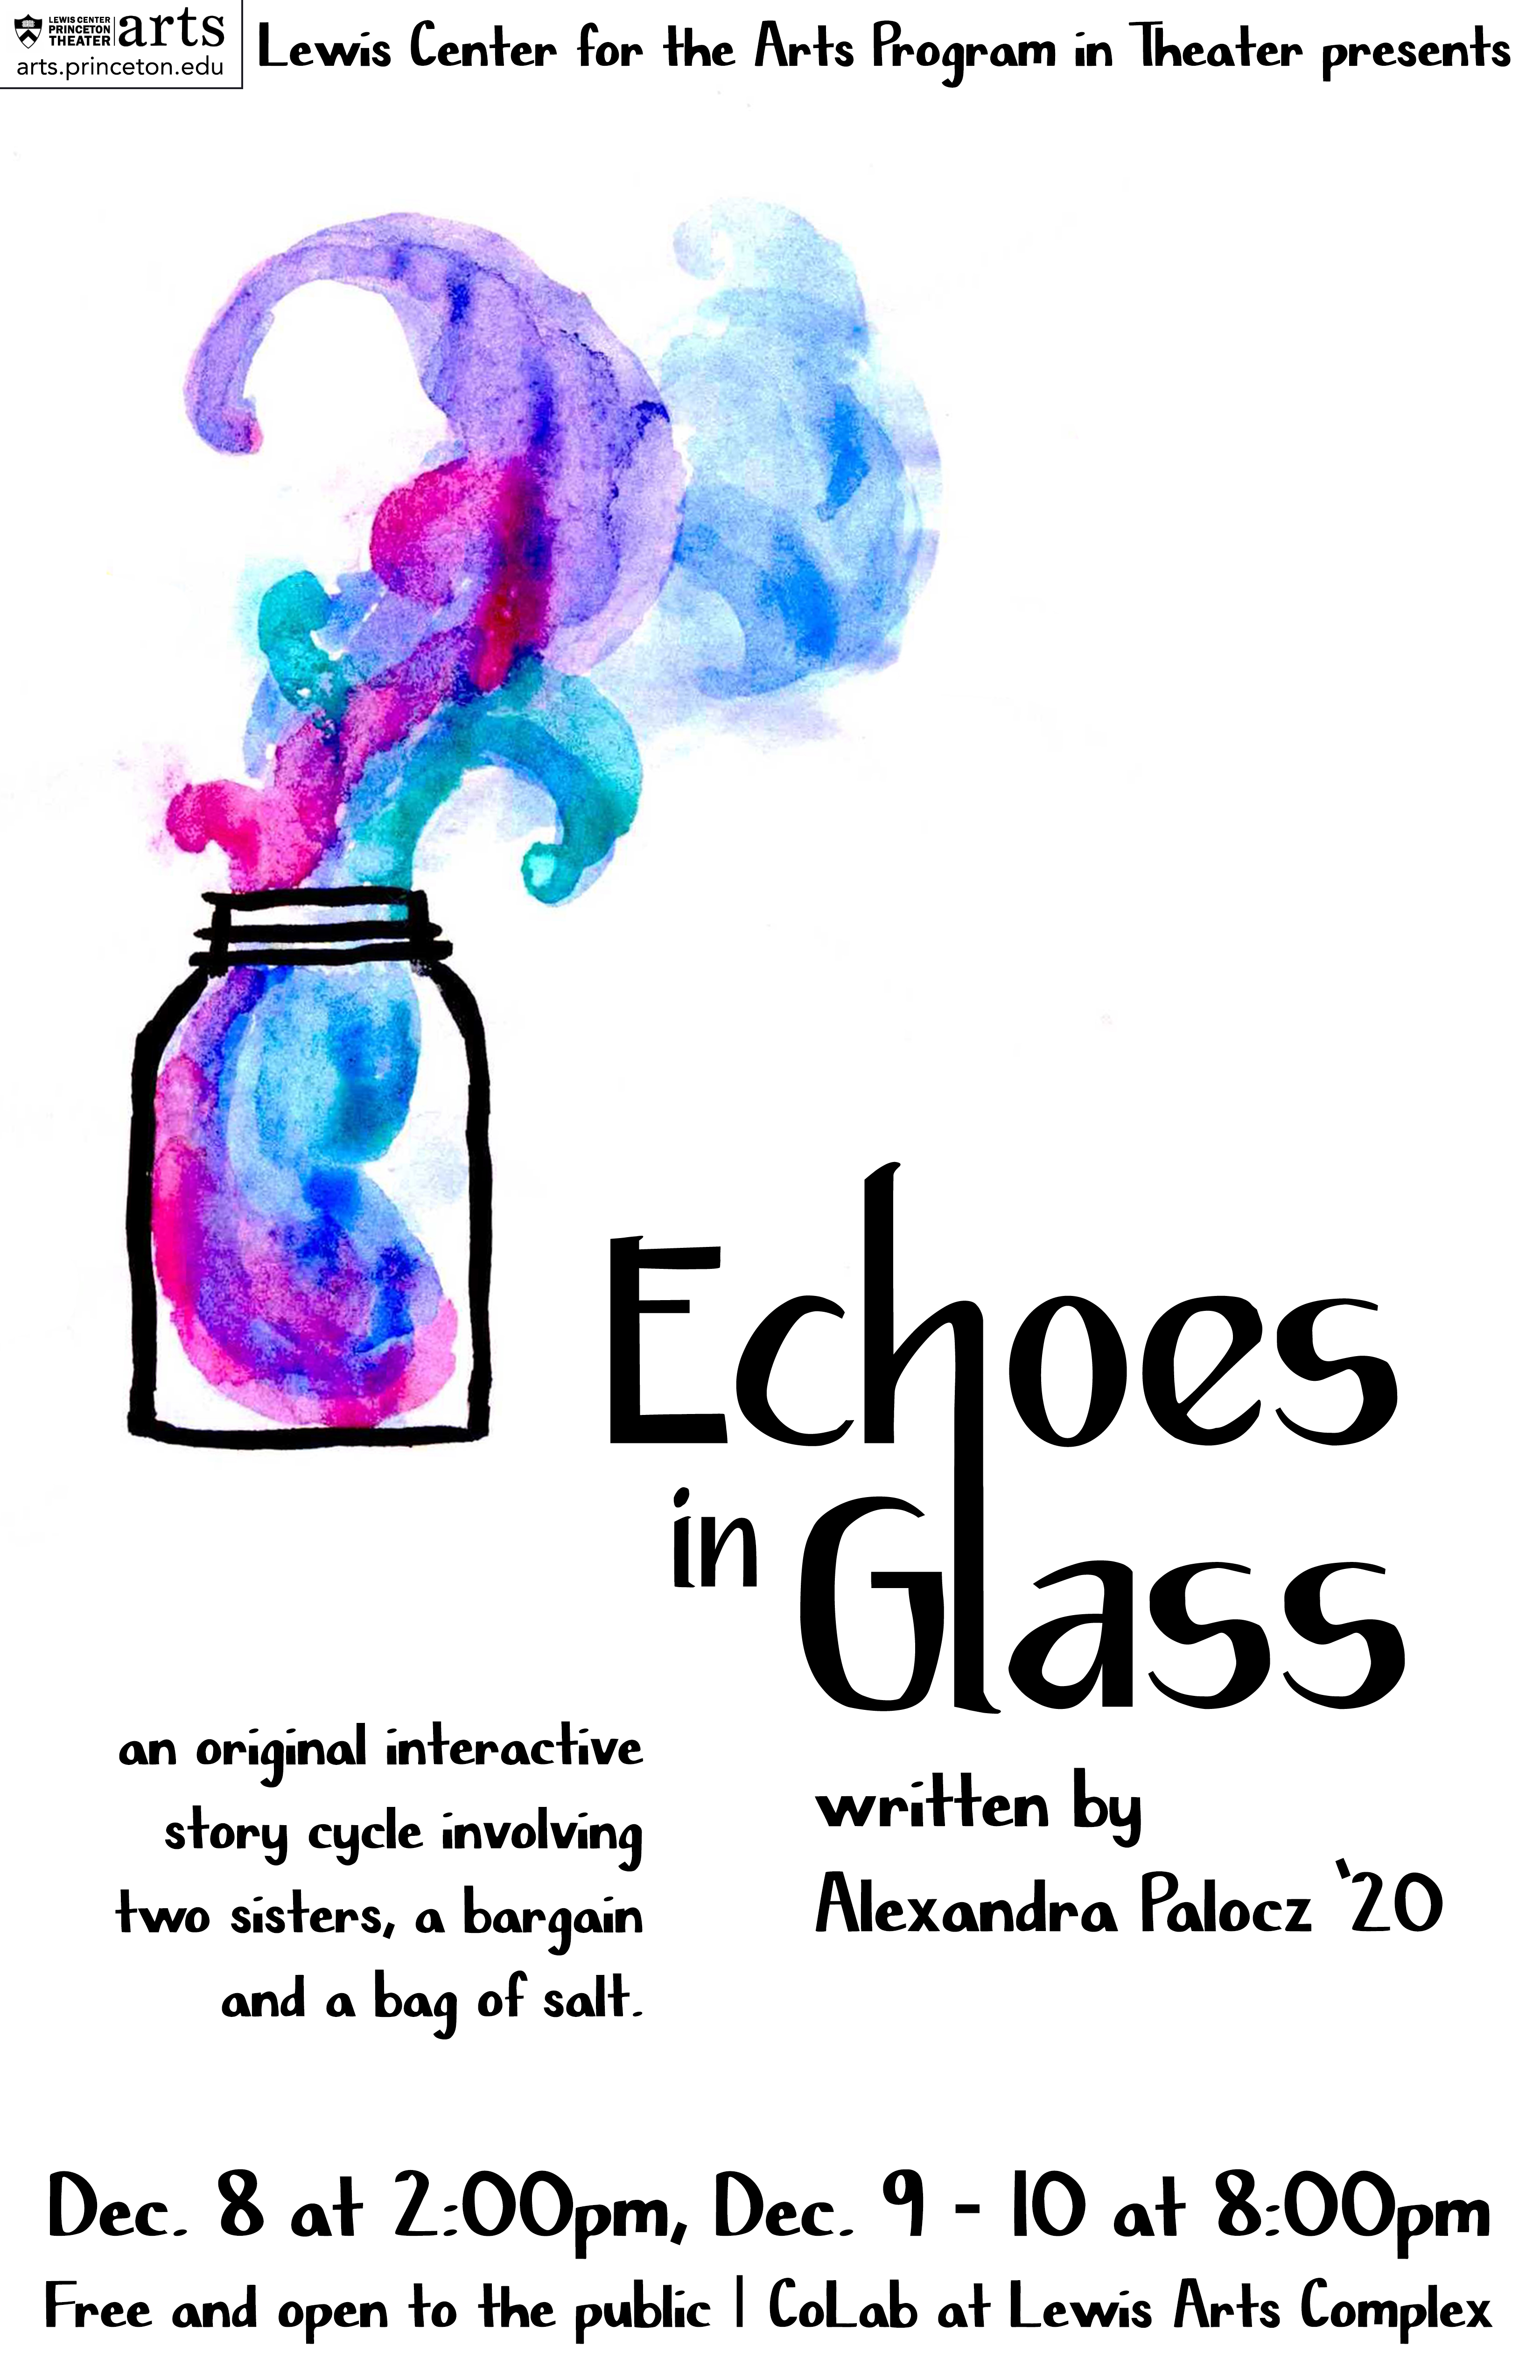 LEWIS CENTER
PRINCETON
THEATER
arts
arts.princeton.edu
Lewis Center for the Arts Program in Theater presents
Echoes
in Glass
an original interactive
story cycle involving
two sisters, a bargain
and a bag of salt.
written by
Alexandra Palocz `20
Dec. 8 at 2:00pm, Dec. 9 - 10 at 8:00pm
Free and open to the public | CoLab at Lewis Arts Complex